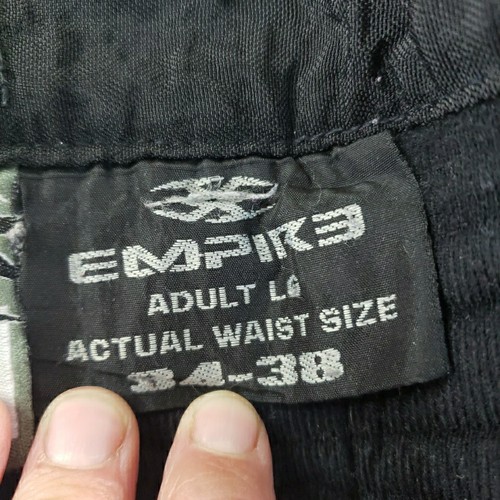 EMPIRE
ADULT LG
ACTUAL WAIST SIZE
34-38